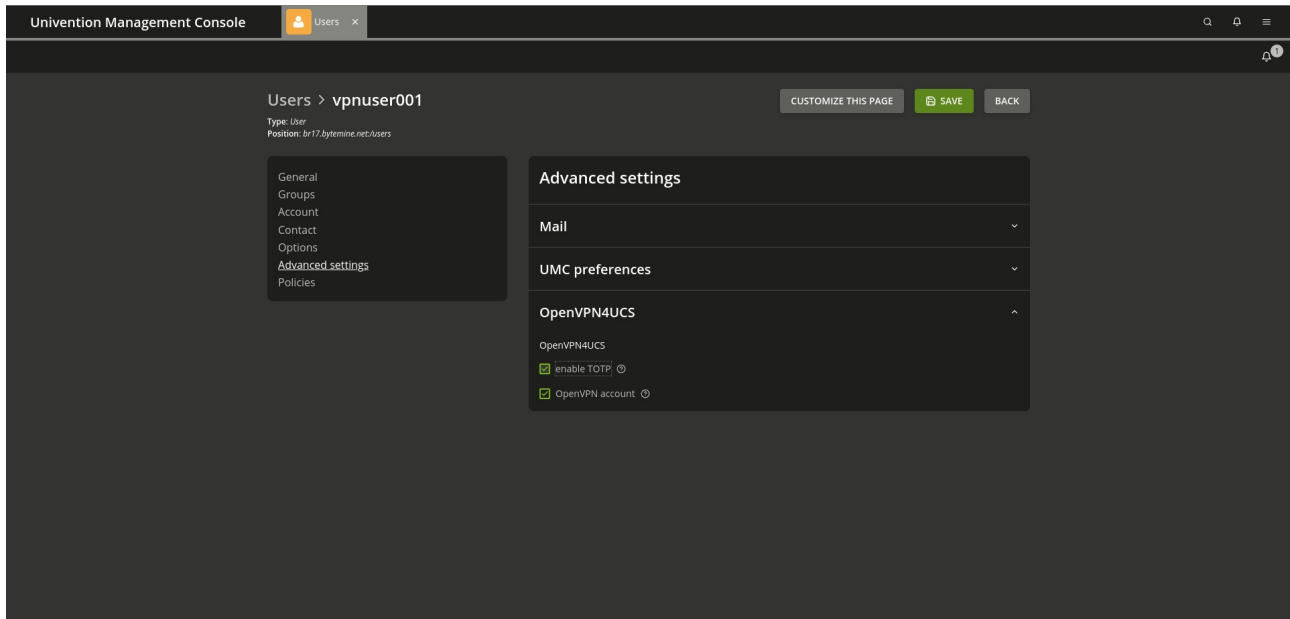 Univention Management Console
Users ×
1
Users > vpnuser001
CUSTOMIZE THIS PAGE
SAVE
BACK
Type: User
Position: br17.bytemine.net:/users
General
Groups
Account
Contact
Options
Advanced settings
Policies
Advanced settings
Mail
UMC preferences
OpenVPN4UCS
OpenVPN4UCS
enable TOTP
OpenVPN account